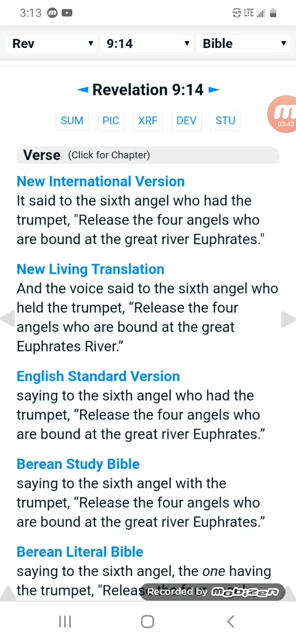 3:13 LTE
Rev 9:14 Bible
Revelation 9:14
SUM PIC XRF DEV STU
03:43
Verse (Click for Chapter)
New International Version
It said to the sixth angel who had the
trumpet, "Release the four angels who
are bound at the great river Euphrates."
New Living Translation
And the voice said to the sixth angel who
held the trumpet, “Release the four
angels who are bound at the great
Euphrates River.”
English Standard Version
saying to the sixth angel who had the
trumpet, “Release the four angels who
are bound at the great river Euphrates.”
Berean Study Bible
saying to the sixth angel with the
trumpet, “Release the four angels who
are bound at the great river Euphrates.”
Berean Literal Bible
saying to the sixth angel, the one having
the trumpet, "Release
Recorded by mobizen